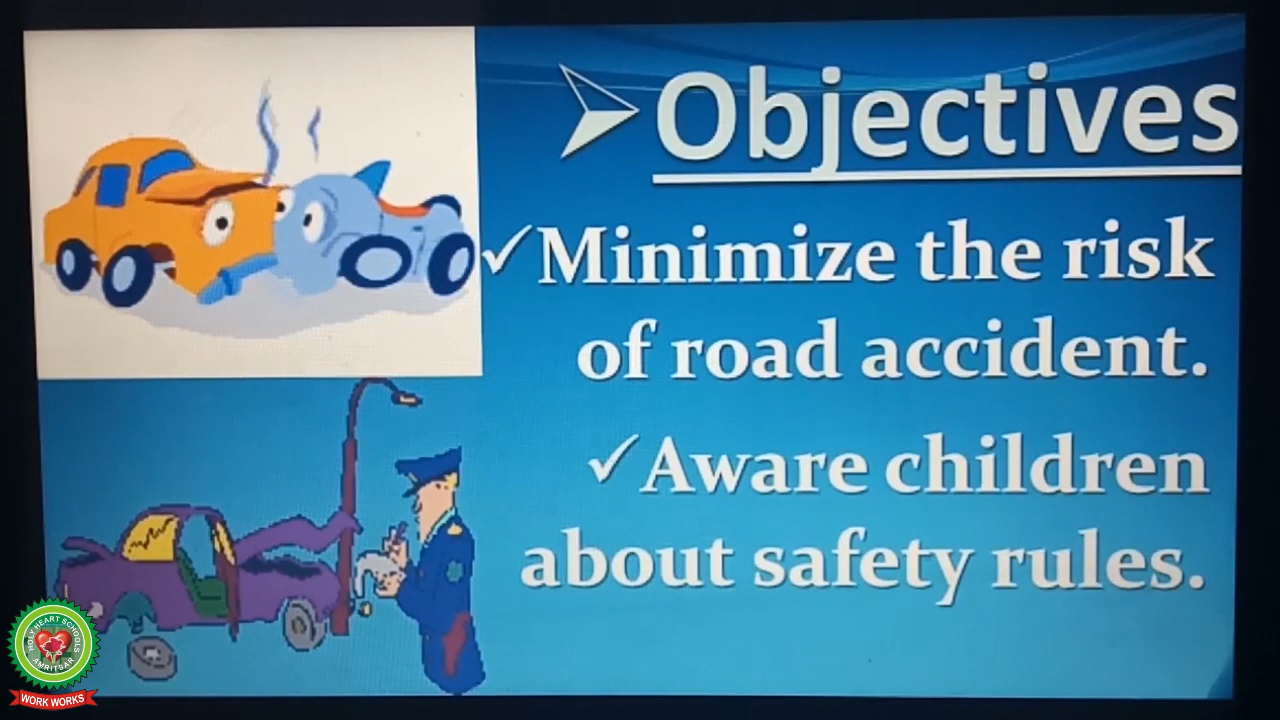 ➢Objectives
✓Minimize the risk
of road accident.
✓Aware children
about safety rules.
HOLY HEART SCHOOLS
AMRITSAR
WORK WORKS